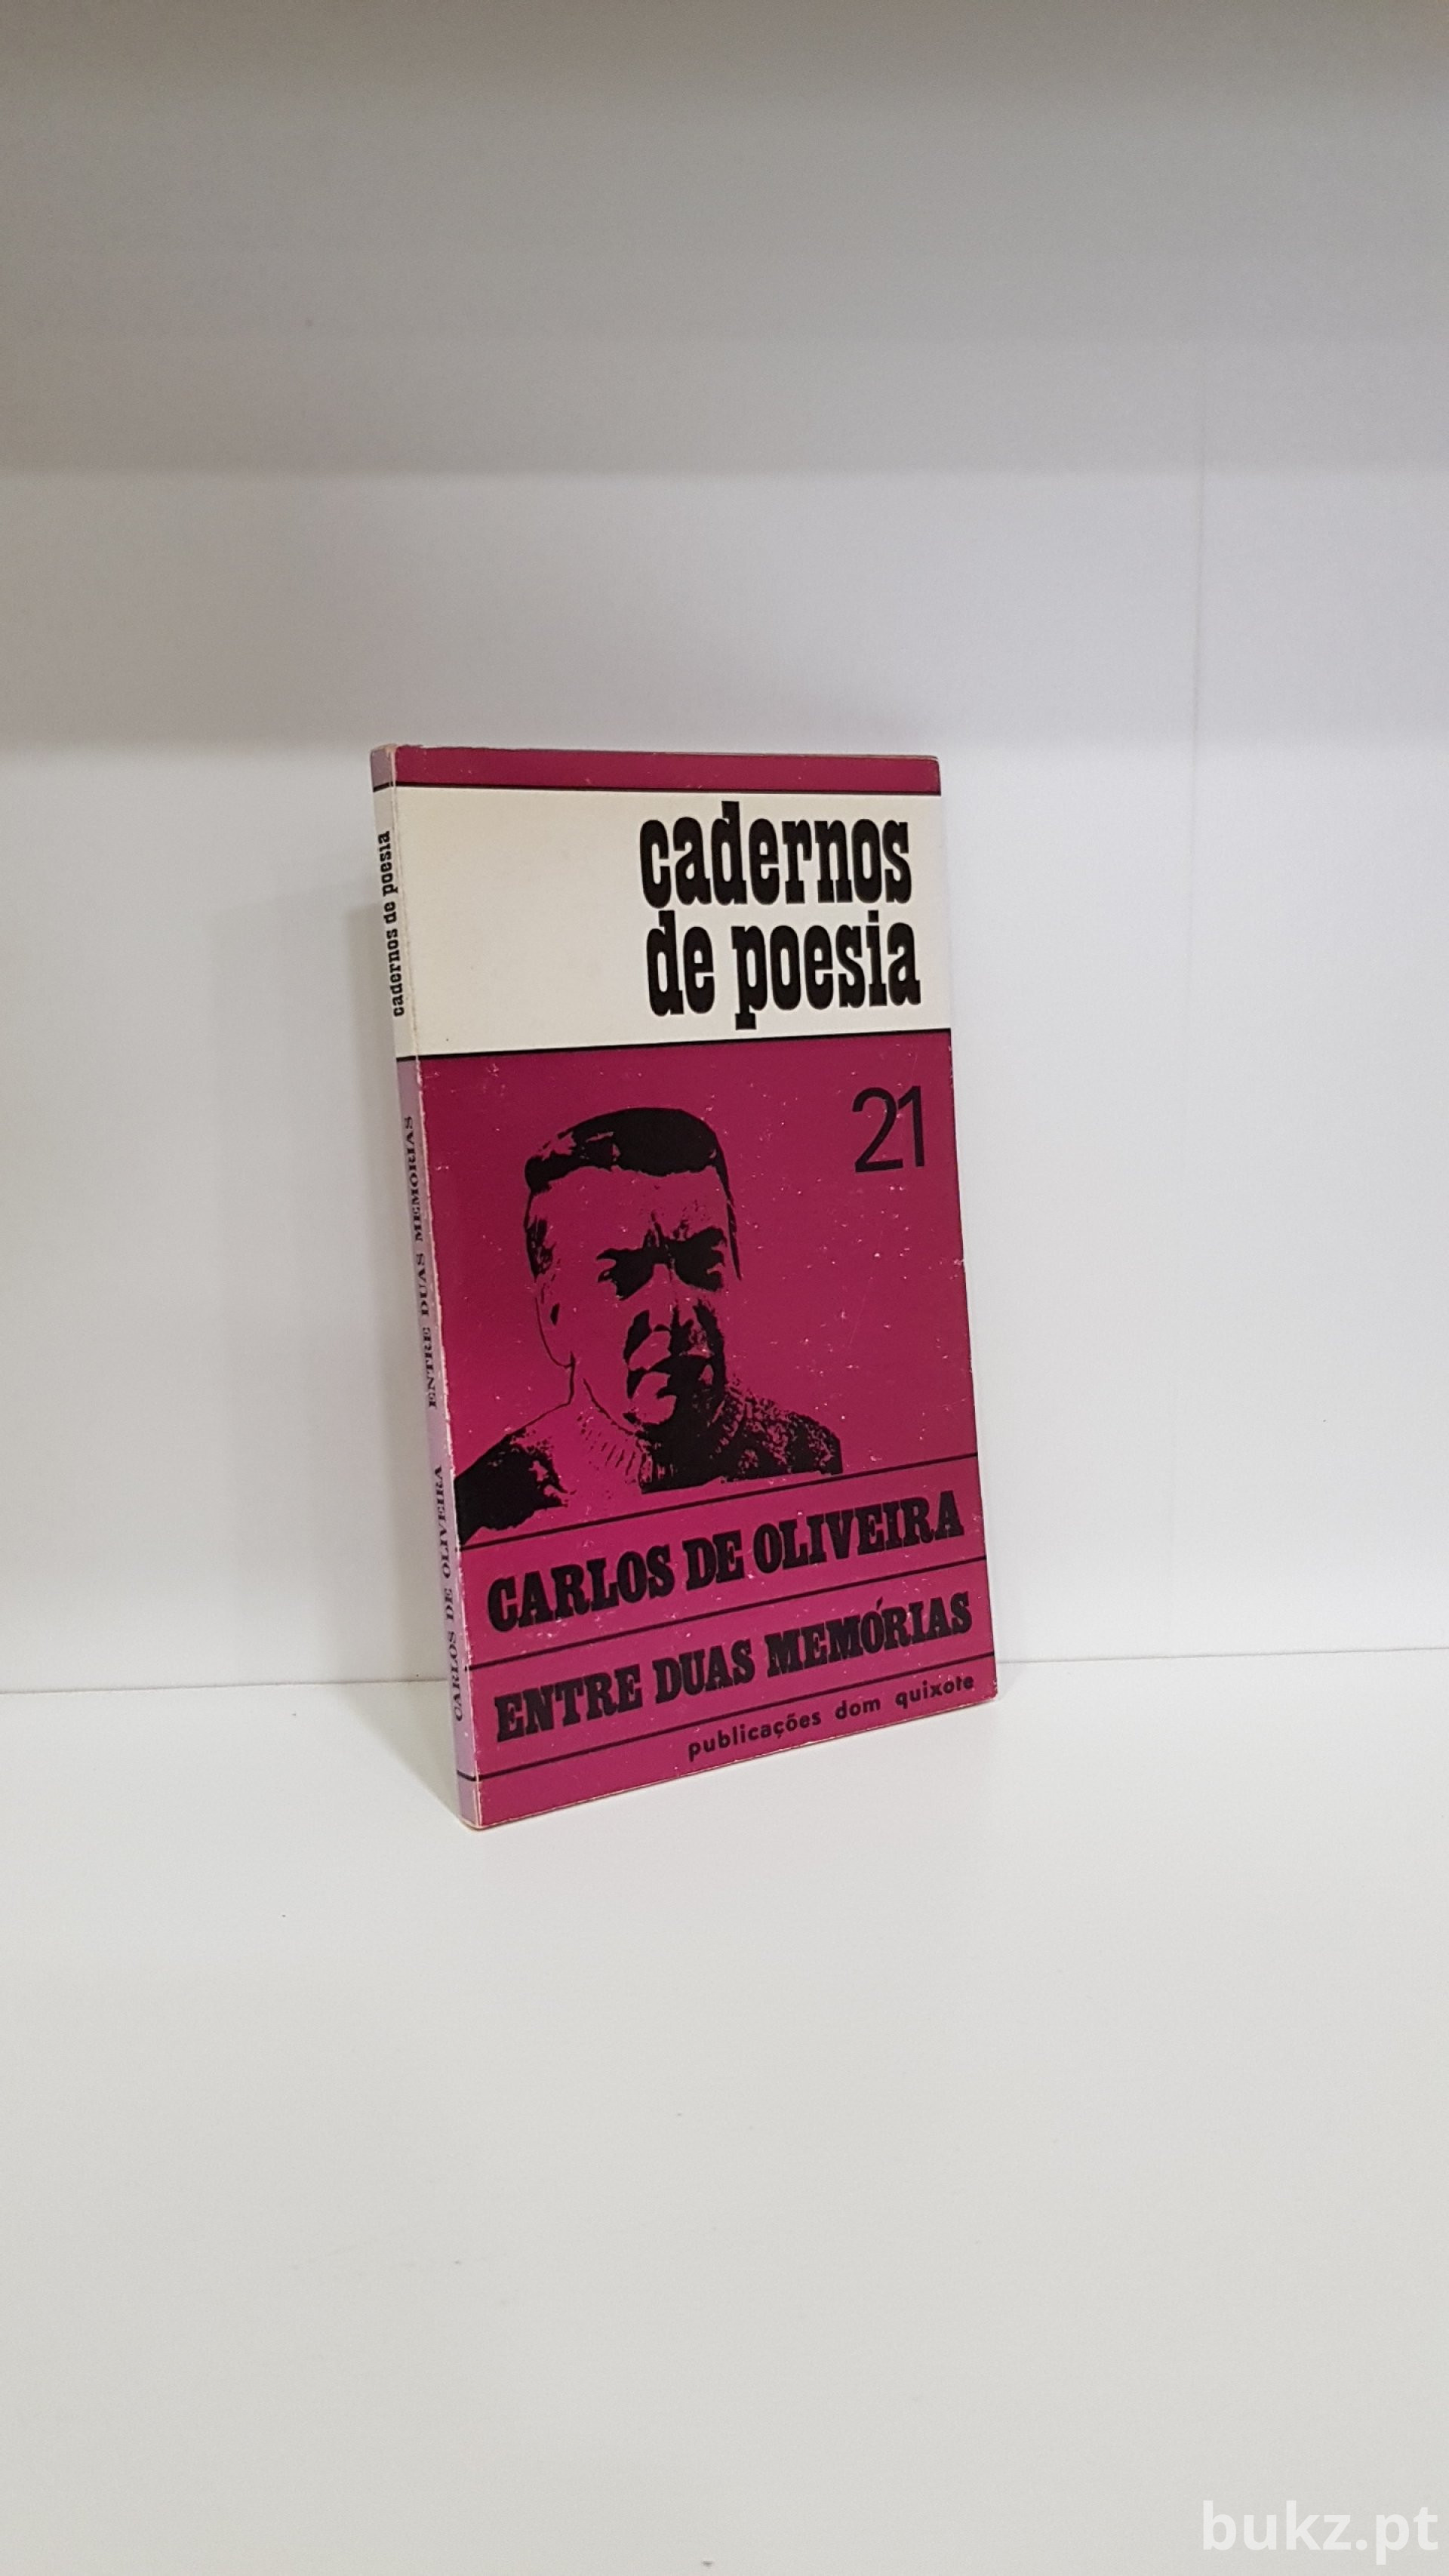 cadernos
de poesia
21
CARLOS DE OLIVEIRA
ENTRE DUAS MEMÓRIAS
publicações dom quixote
cadernos de poesia
CARLOS DE OLIVEIRA ENTRE DUAS MEMÓRIAS
bukz.pt